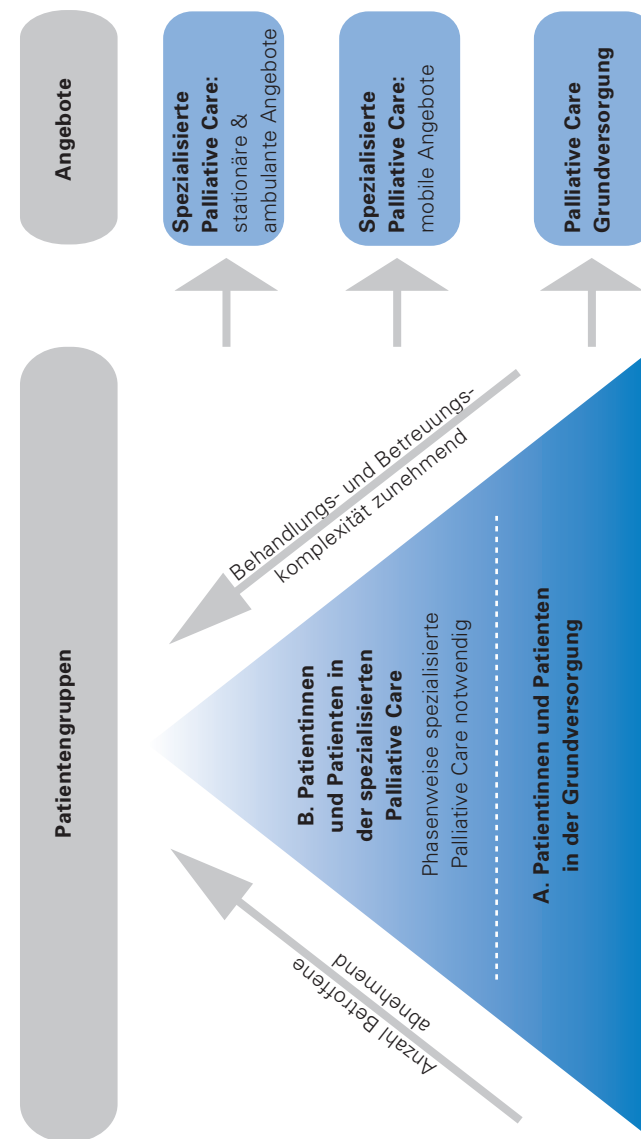 Patientengruppen
Angebote
Anzahl Betroffene
abnehmend
Behandlungs- und Betreuungs-
komplexität zunehmend
B. Patientinnen
und Patienten in
der spezialisierten
Palliative Care
Phasenweise spezialisierte
Palliative Care notwendig
A. Patientinnen und Patienten
in der Grundversorgung
Spezialisierte
Palliative Care:
stationäre &
ambulante Angebote
Spezialisierte
Palliative Care:
mobile Angebote
Palliative Care
Grundversorgung